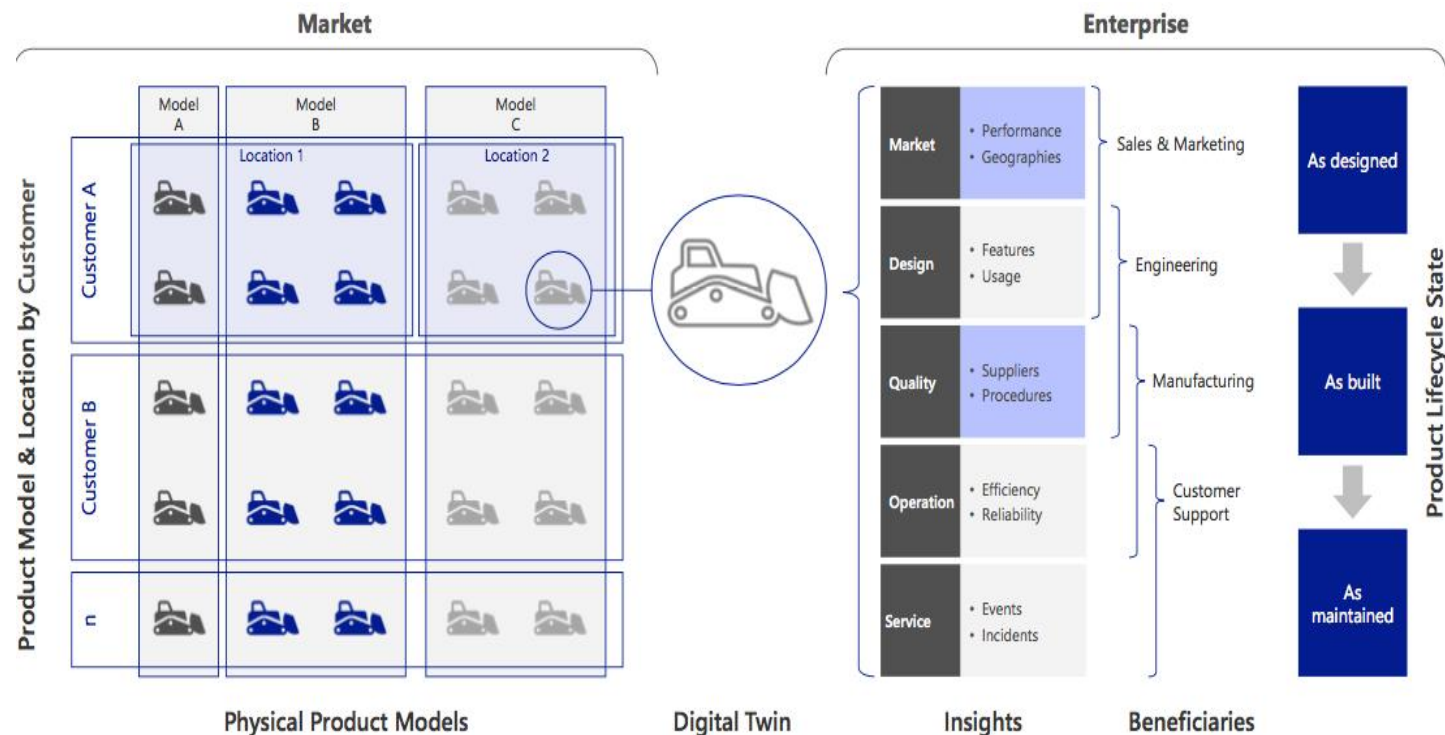 Market
Enterprise
Product Model & Location by Customer
Model
A
Model
B
Model
C
Customer A
Location 1
Location 2
Customer B
n
Market
• Performance
• Geographies
Sales & Marketing
Design
• Features
• Usage
Engineering
Quality
• Suppliers
• Procedures
Manufacturing
Operation
• Efficiency
• Reliability
Customer
Support
Service
• Events
• Incidents
As designed
As built
As
maintained
Product Lifecycle State
Physical Product Models
Digital Twin
Insights
Beneficiaries